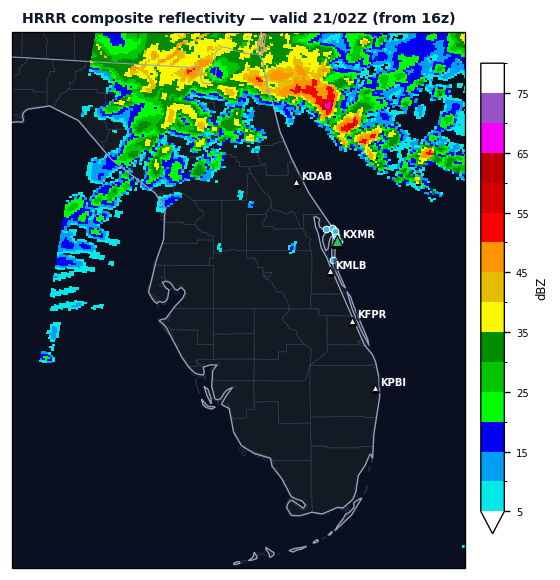 HRRR composite reflectivity — valid 21/02Z (from 16z)
KDAB
KXMR
KMLB
KFPR
KPBI
75
65
55
45
35
25
15
5
dBZ